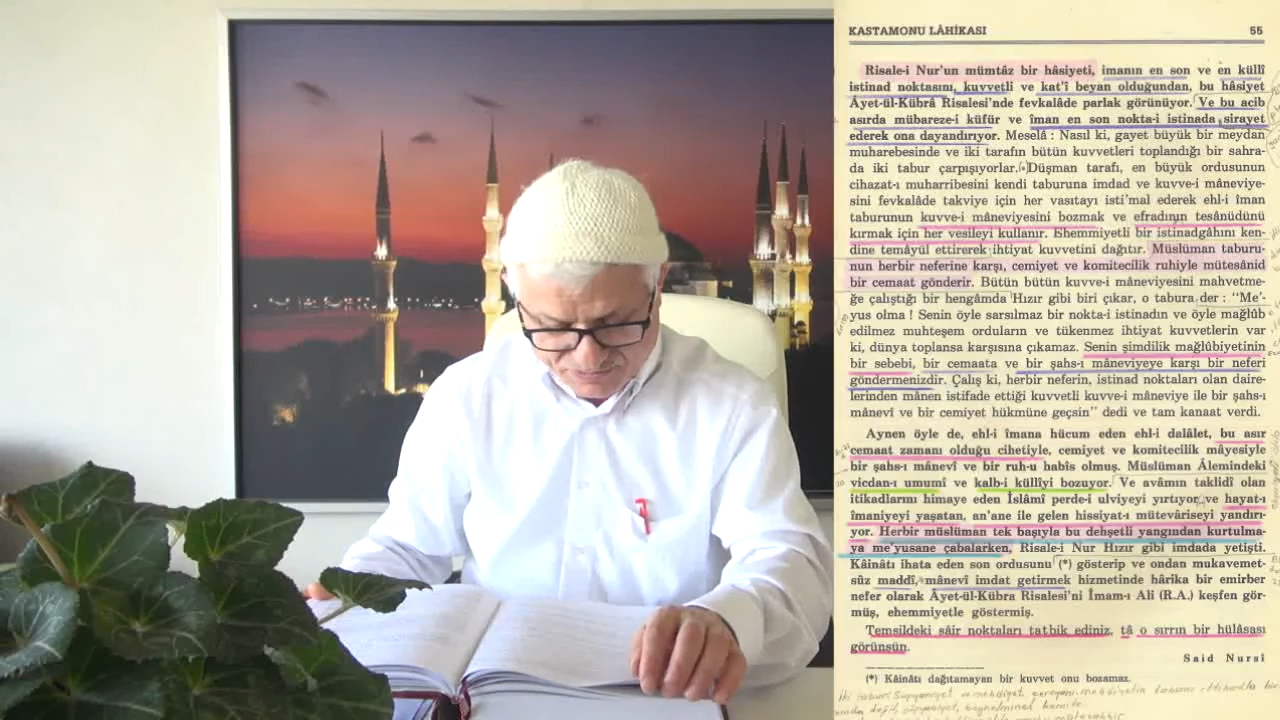 KASTAMONU LÂHİKASI 55
Risale-i Nur'un mümtâz bir hâsiyeti, imanın en son ve en küllî
istinad noktasını, kuvvetli ve kat'î beyan olduğundan, bu hâsiyet
Âyet-ül-Kübrâ Risalesi'nde fevkalâde parlak görünüyor. Ve bu acib
asırda mübareze-i küfür ve îman en son nokta-i istinada sirayet
ederek ona dayandırıyor. Meselâ : Nasıl ki, gayet büyük bir meydan
muharebesinde ve iki tarafın bütün kuvvetleri toplandığı bir sahra-
da iki tabur çarpışıyorlar. Düşman tarafı, en büyük ordusunun
cihazat-ı muharribesini kendi taburuna imdad ve kuvve-i mâneviye-
sini fevkalâde takviye için her vasıtayı isti'mal ederek ehl-i îman
taburunun kuvve-i mâneviyesini bozmak ve efradının tesânüdünü
kırmak için her vesileyi kullanır. Ehemmiyetli bir istinadgâhını ken-
dine temâyül ettirerek ihtiyat kuvvetini dağıtır. Müslüman taburu-
nun herbir neferine karşı, cemiyet ve komitecilik ruhiyle mütesânid
bir cemaat gönderir. Bütün bütün kuvve-i mâneviyesini mahvetme-
ğe çalıştığı bir hengâmda Hızır gibi biri çıkar, o tabura der : "Me'-
yus olma ! Senin öyle sarsılmaz bir nokta-i istinadın ve öyle mağlûb
edilmez muhteşem orduların ve tükenmez ihtiyat kuvvetlerin var
ki, dünya toplansa karşısına çıkamaz. Senin şimdilik mağlûbiyetinin
bir sebebi, bir cemaata ve bir şahs-ı mâneviyeye karşı bir neferi
göndermenizdir. Çalış ki, herbir neferin, istinad noktaları olan daire-
lerinden mânen istifade ettiği kuvvetli kuvve-i mâneviye ile bir şahs-ı
mânevî ve bir cemiyet hükmüne geçsin" dedi ve tam kanaat verdi.
Aynen öyle de, ehl-i îmana hücum eden ehl-i dalâlet, bu asır
cemaat zamanı olduğu cihetiyle, cemiyet ve komitecilik mâyesiyle
bir şahs-ı mânevî ve bir ruh-u habîs olmuş. Müslüman Âlemindeki
vicdan-ı umumî ve kalb-i küllîyi bozuyor. Ve avâmın taklidî olan
itikadlarını himaye eden İslâmî perde-i ulviyeyi yırtıyor ve hayat-ı
îmaniyeyi yaşatan, an'ane ile gelen hissiyat-ı mütevâriseyi yandırı-
yor. Herbir müslüman tek başıyla bu dehşetli yangından kurtulma-
ya me'yusane çabalarken, Risale-i Nur Hızır gibi imdada yetişti.
Kâinâtı ihata eden son ordusunu (*) gösterip ve ondan mukavemet-
süz maddî, mânevî imdat getirmek hizmetinde hârika bir emirber
nefer olarak Âyet-ül-Kübra Risalesi'ni İmam-ı Ali (R.A.) keşfen gör-
müş, ehemmiyetle göstermiş.
Temsildeki sâir noktaları tatbik ediniz, tâ o sırrın bir hülâsası
görünsün.
Said Nursî
(*) Kâinâtı dağıtamayan bir kuvvet onu bozamaz.